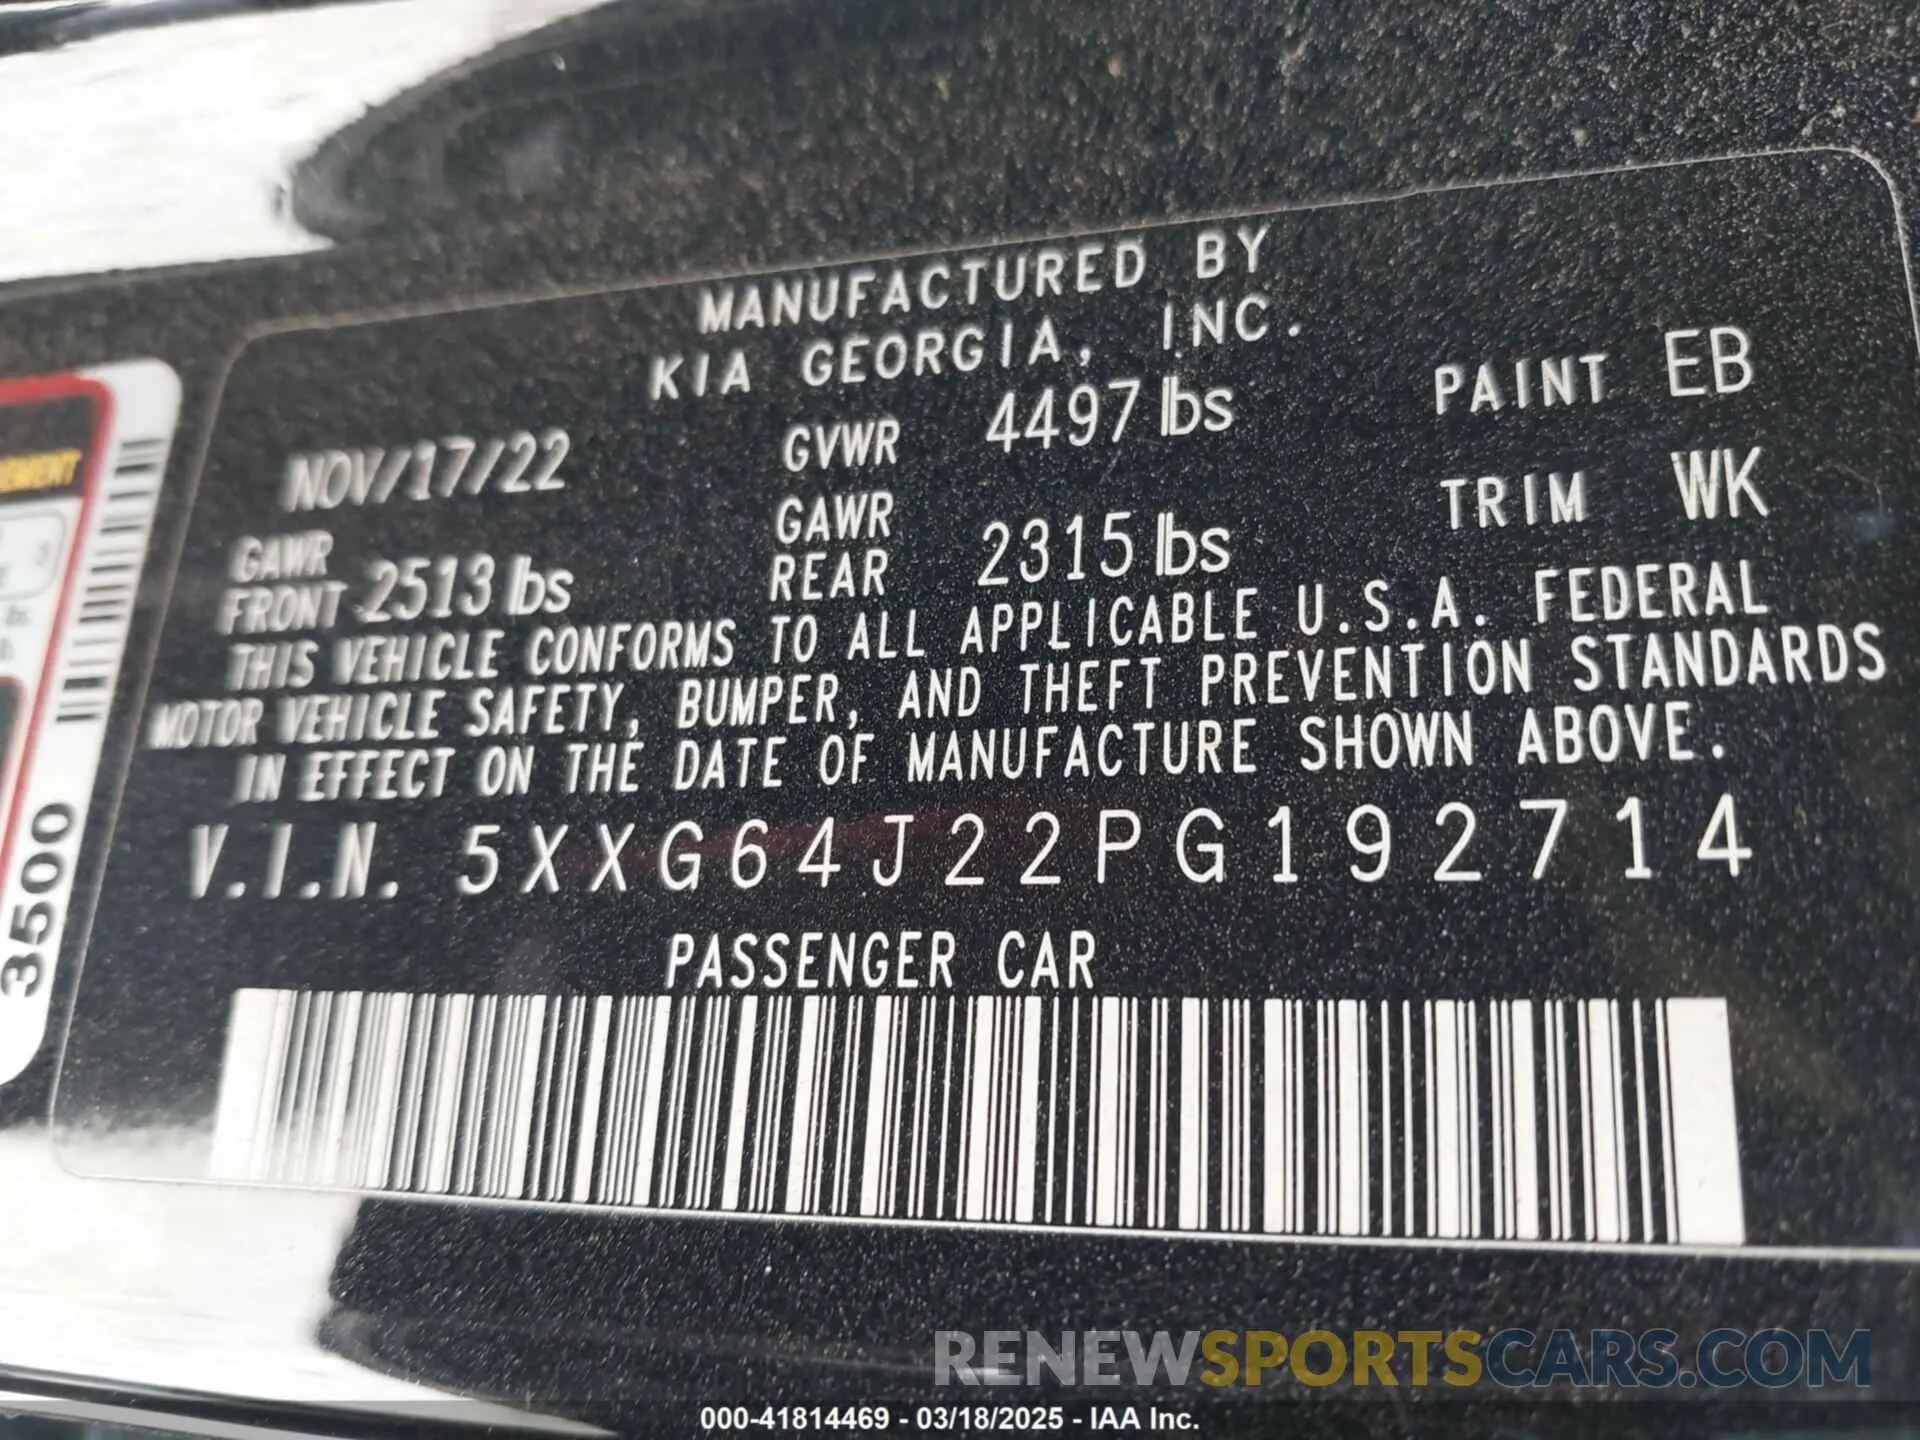 MANUFACTURED BY
KIA GEORGIA, INC.
NOV/17/22 GVWR 4497 lbs PAINT EB
GAWR FRONT 2513 lbs GAWR REAR 2315 lbs TRIM WK
THIS VEHICLE CONFORMS TO ALL APPLICABLE U.S.A. FEDERAL
MOTOR VEHICLE SAFETY, BUMPER, AND THEFT PREVENTION STANDARDS
IN EFFECT ON THE DATE OF MANUFACTURE SHOWN ABOVE.
V.I.N. 5XXG64J22PG192714
PASSENGER CAR
3500
RENEWSPORTSCARS.COM
000-41814469 - 03/18/2025 - IAA Inc.